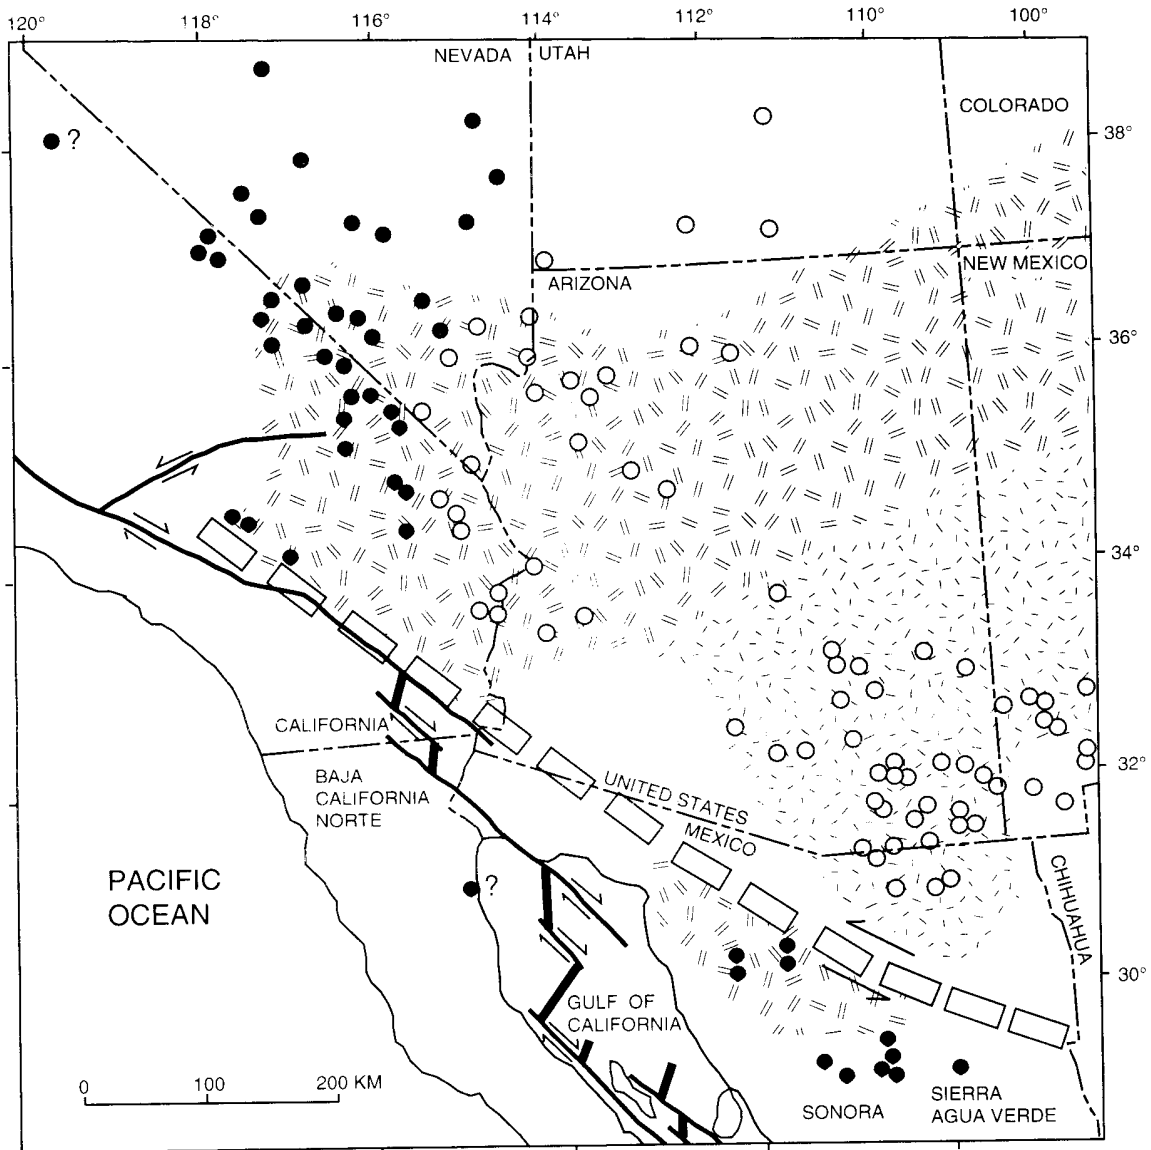 120° 118° 116° 114° 112° 110° 100°
NEVADA UTAH
COLORADO
38°
?
NEW MEXICO
ARIZONA
36°
34°
CALIFORNIA
32°
BAJA
CALIFORNIA
NORTE
UNITED STATES
MEXICO
CHIHUAHUA
PACIFIC
OCEAN
?
30°
GULF OF
CALIFORNIA
0 100 200 KM
SONORA
SIERRA
AGUA VERDE